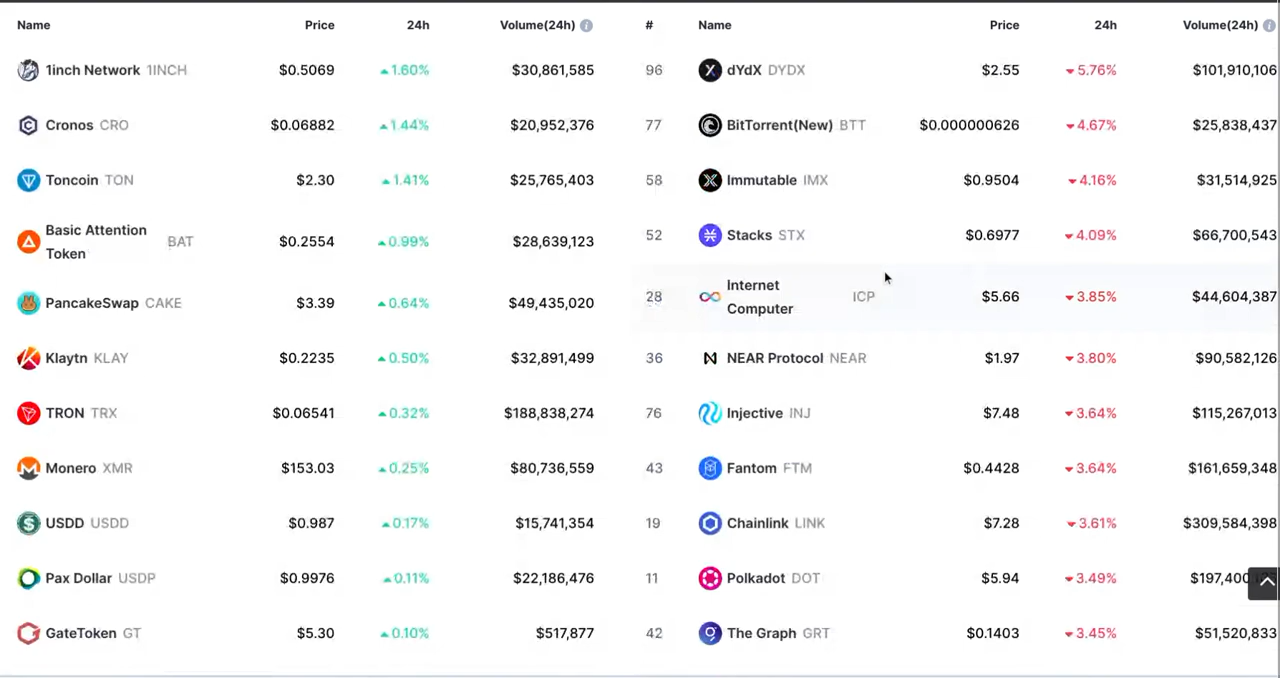 Name Price 24h Volume(24h) # Name Price 24h Volume(24h)
1inch Network 1INCH $0.5069 1.60% $30,861,585 96 dYdX DYDX $2.55 5.76% $101,910,106
Cronos CRO $0.06882 1.44% $20,952,376 77 BitTorrent(New) BTT $0.000000626 4.67% $25,838,437
Toncoin TON $2.30 1.41% $25,765,403 58 Immutable IMX $0.9504 4.16% $31,514,925
Basic Attention
Token BAT $0.2554 0.99% $28,639,123 52 Stacks STX $0.6977 4.09% $66,700,543
PancakeSwap CAKE $3.39 0.64% $49,435,020 28 Internet
Computer ICP $5.66 3.85% $44,604,387
Klaytn KLAY $0.2235 0.50% $32,891,499 36 NEAR Protocol NEAR $1.97 3.80% $90,582,126
TRON TRX $0.06541 0.32% $188,838,274 76 Injective INJ $7.48 3.64% $115,267,013
Monero XMR $153.03 0.25% $80,736,559 43 Fantom FTM $0.4428 3.64% $161,659,348
USDD USDD $0.987 0.17% $15,741,354 19 Chainlink LINK $7.28 3.61% $309,584,398
Pax Dollar USDP $0.9976 0.11% $22,186,476 11 Polkadot DOT $5.94 3.49% $197,400
GateToken GT $5.30 0.10% $517,877 42 The Graph GRT $0.1403 3.45% $51,520,833